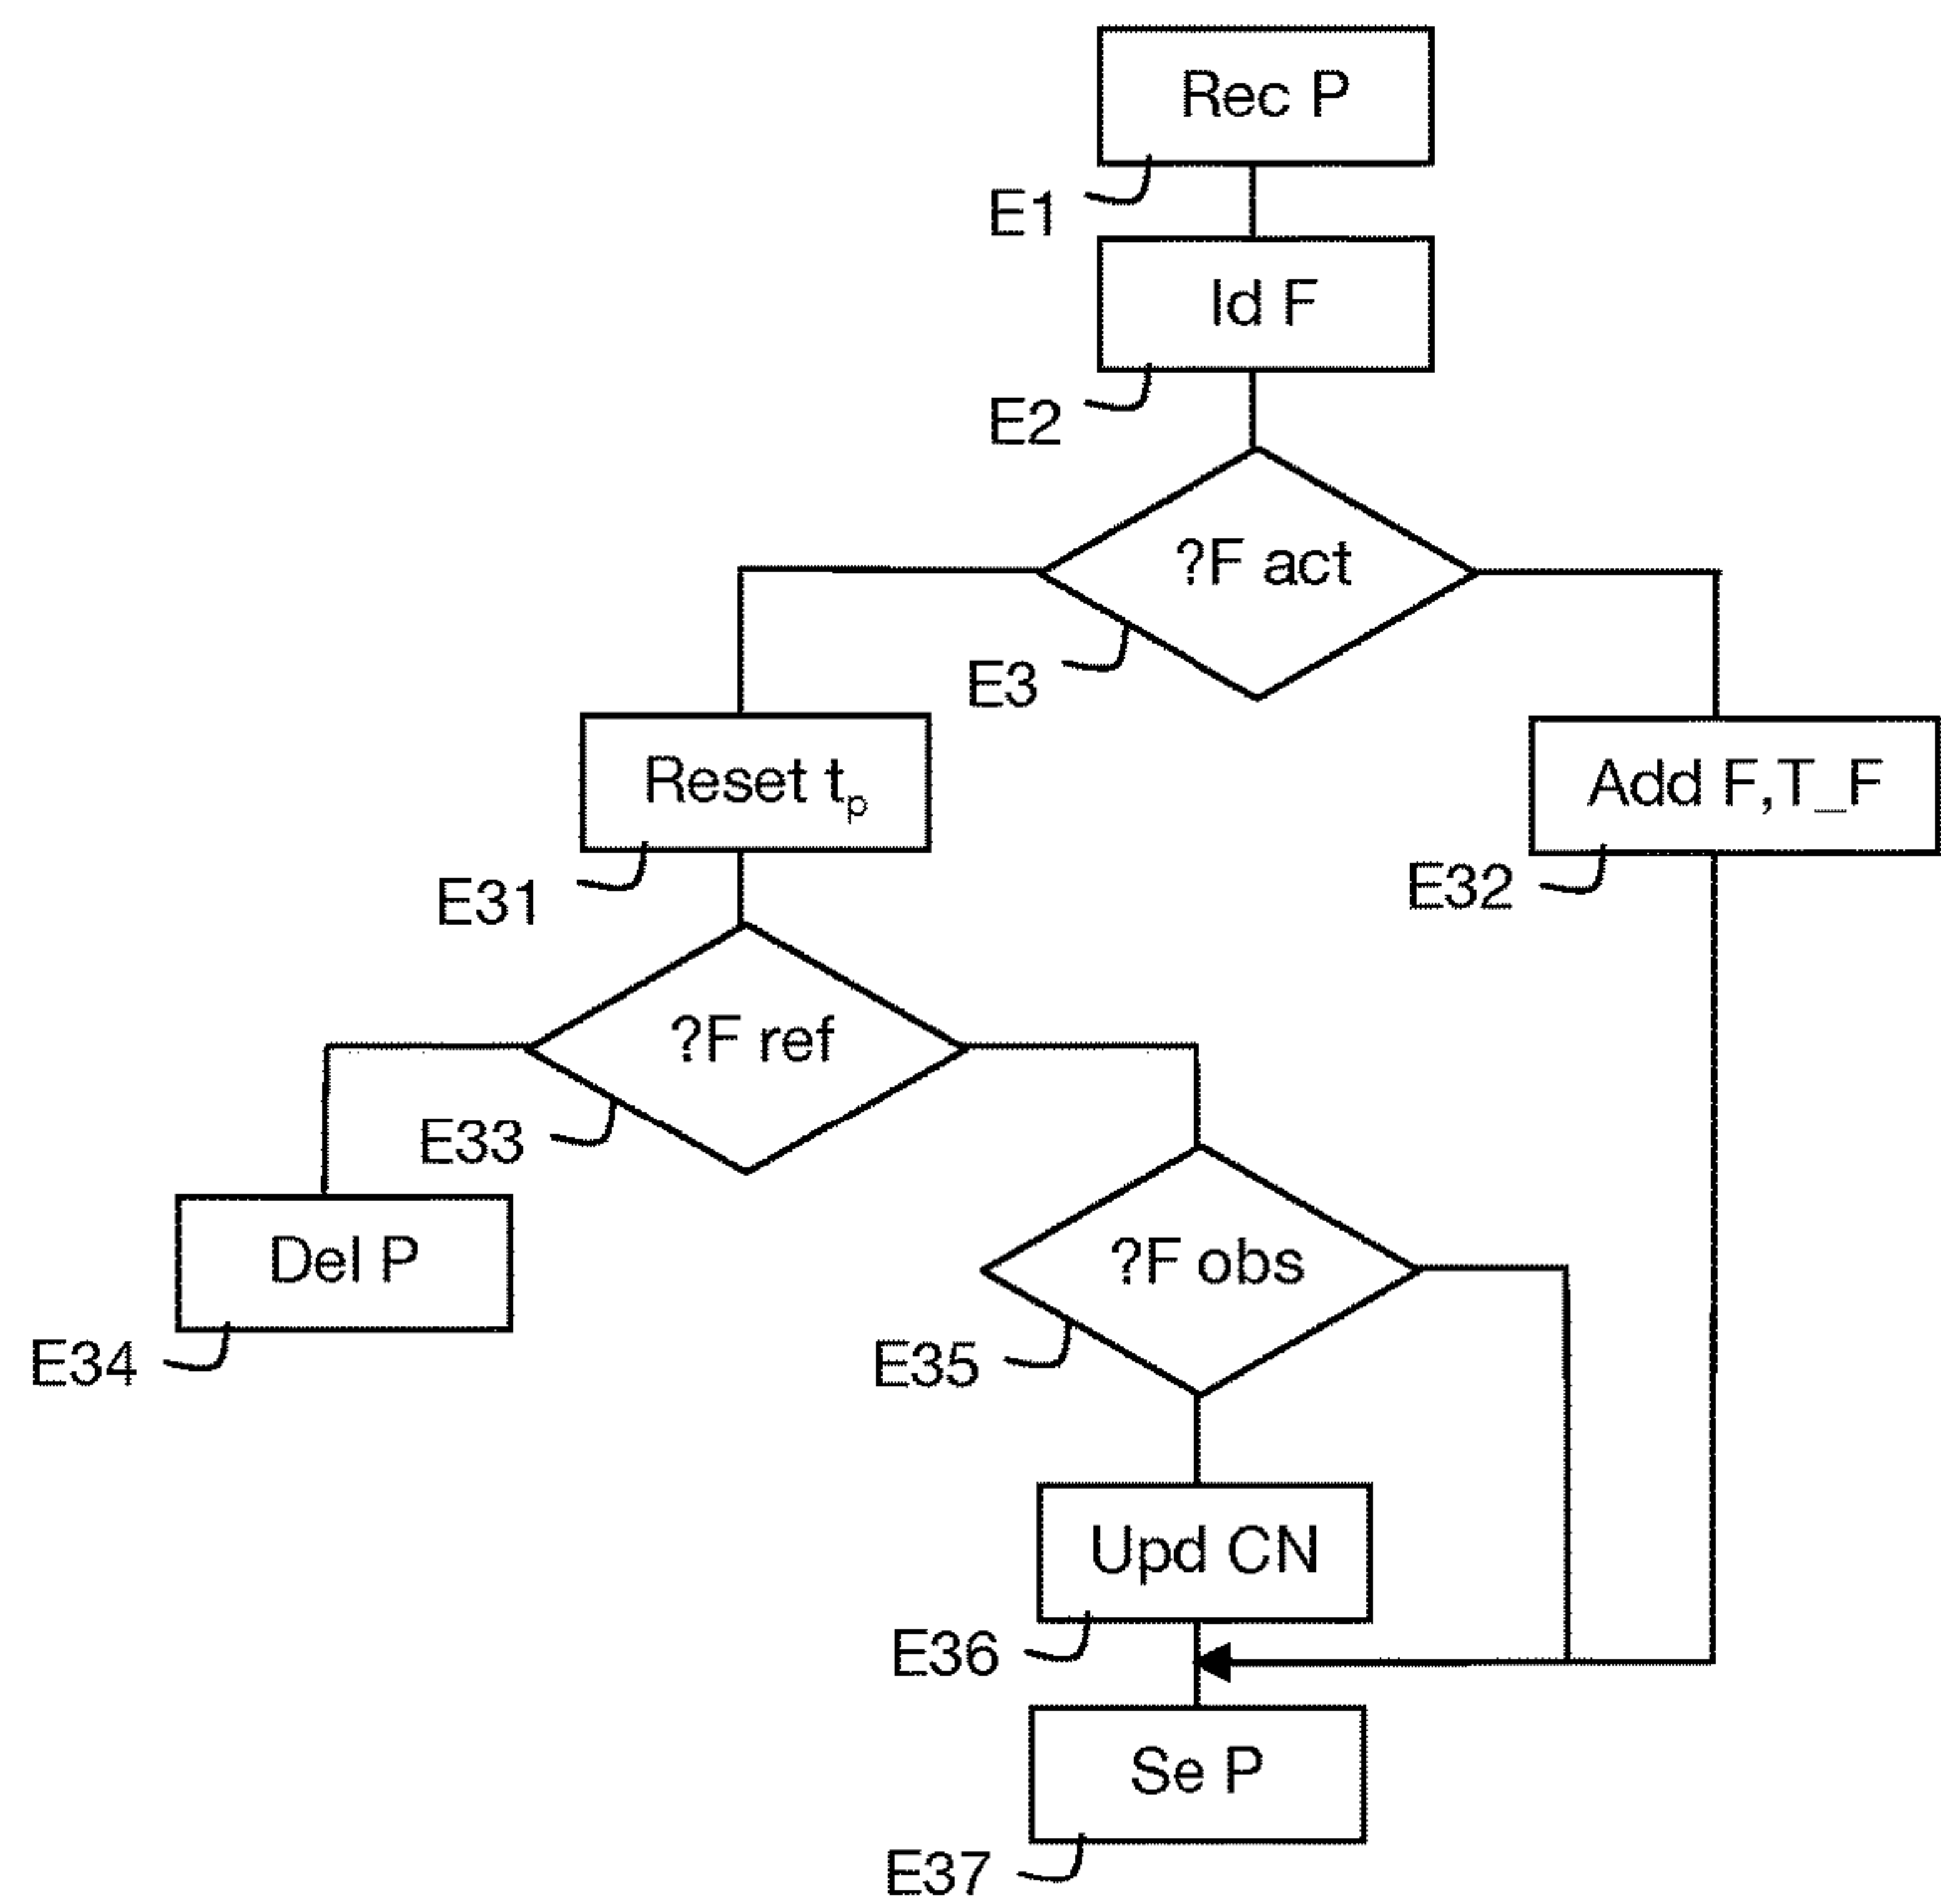 Rec P
E1
Id F
E2
?F act
E3
Reset tₚ
E31
Add F,T_F
E32
?F ref
E33
Del P
E34
?F obs
E35
Upd CN
E36
Se P
E37